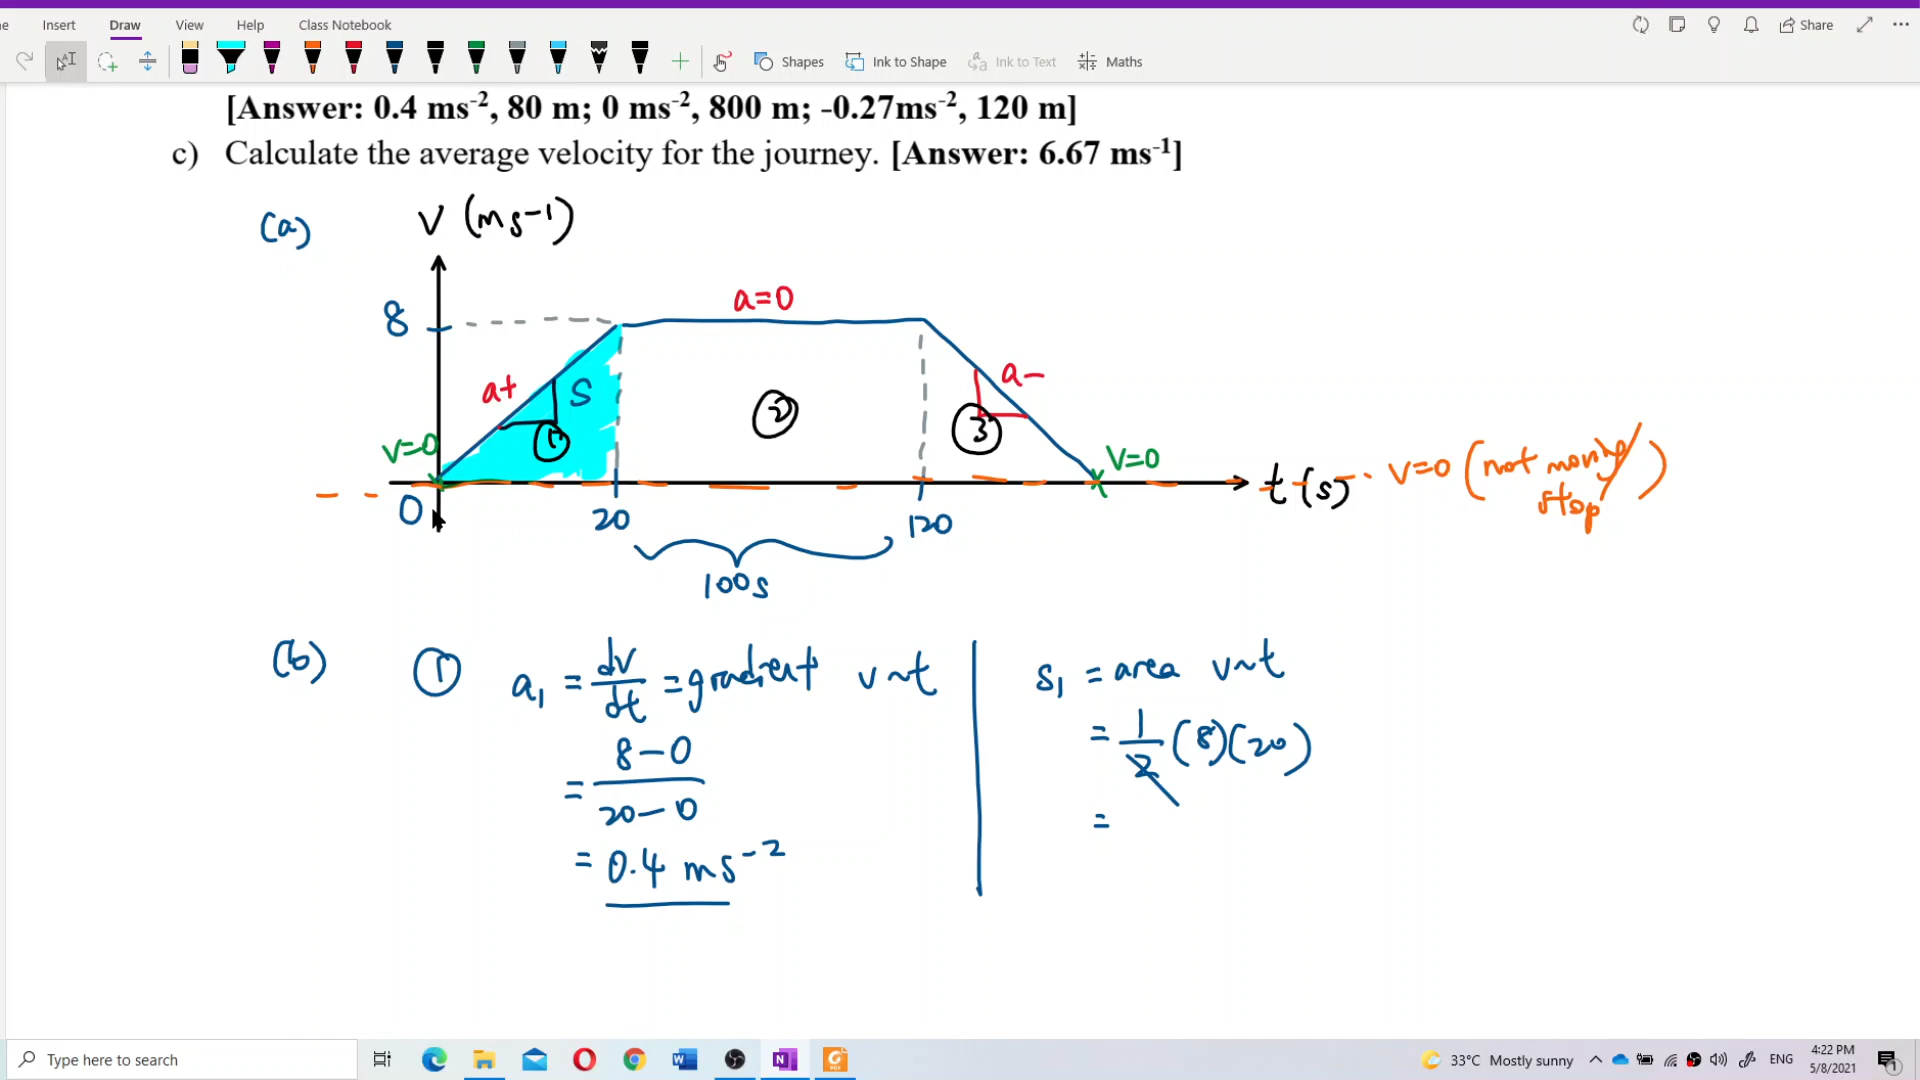 Insert Draw View Help Class Notebook Share
Shapes Ink to Shape Ink to Text Maths
[Answer: 0.4 ms⁻², 80 m; 0 ms⁻², 800 m; -0.27ms⁻², 120 m]
c) Calculate the average velocity for the journey. [Answer: 6.67 ms⁻¹]
(a) V (ms⁻¹)
8 a=0
a+ S a-
1 2 3
V=0 V=0 t (s) V=0 (not moving/
stop)
0 20 120
100s
(b) 1 a₁ = dv/dt = gradient v~t
= 8-0/20-0
= 0.4 ms⁻²
s₁ = area v~t
= 1/2 (8)(20)
=
Type here to search
33°C Mostly sunny ENG 4:22 PM
5/8/2021
1